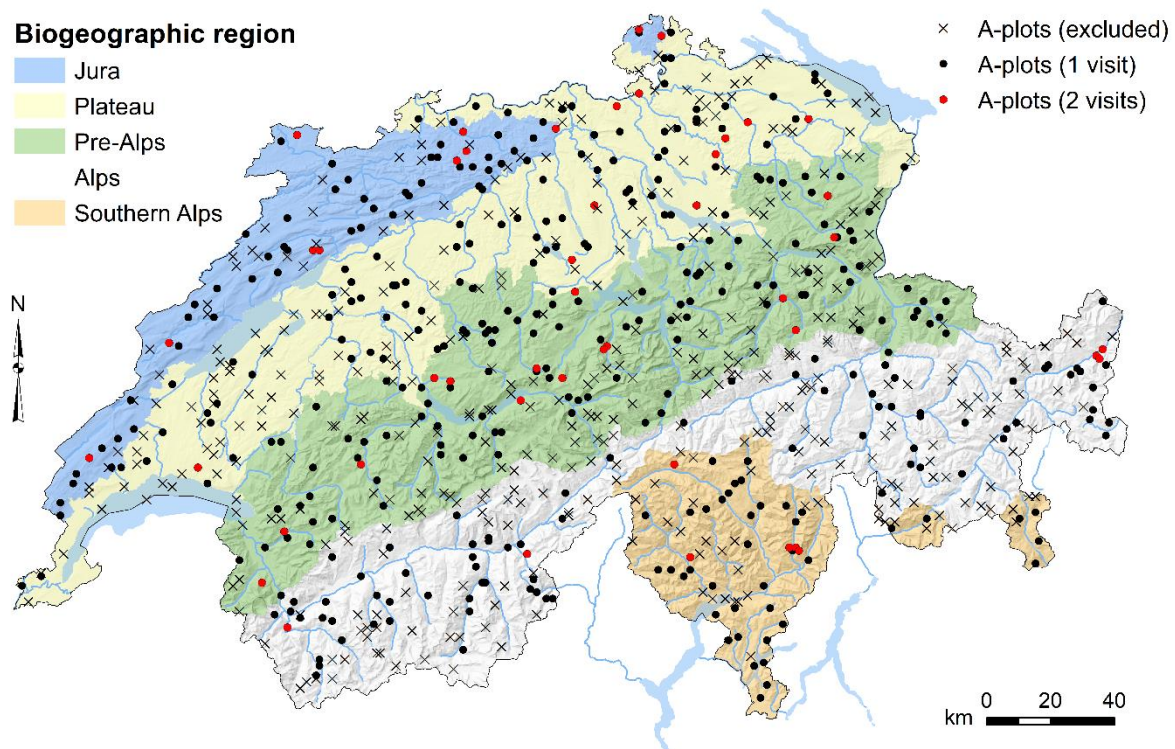 Biogeographic region
Jura
Plateau
Pre-Alps
Alps
Southern Alps
A-plots (excluded)
A-plots (1 visit)
A-plots (2 visits)
N
0 20 40
km